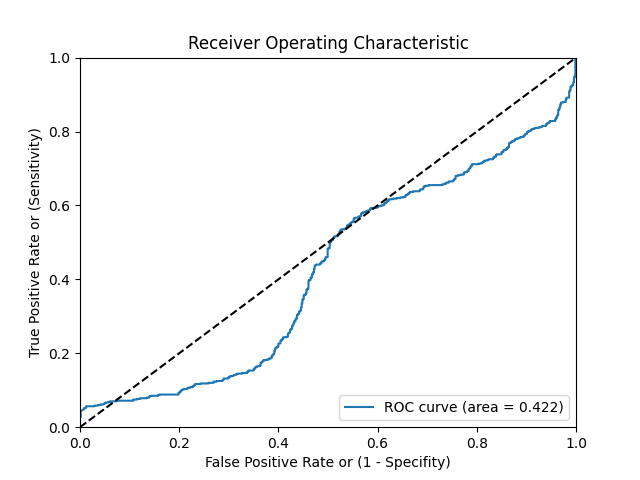 Receiver Operating Characteristic
1.0
0.8
0.6
0.4
0.2
0.0
True Positive Rate or (Sensitivity)
ROC curve (area = 0.422)
0.0 0.2 0.4 0.6 0.8 1.0
False Positive Rate or (1 - Specifity)